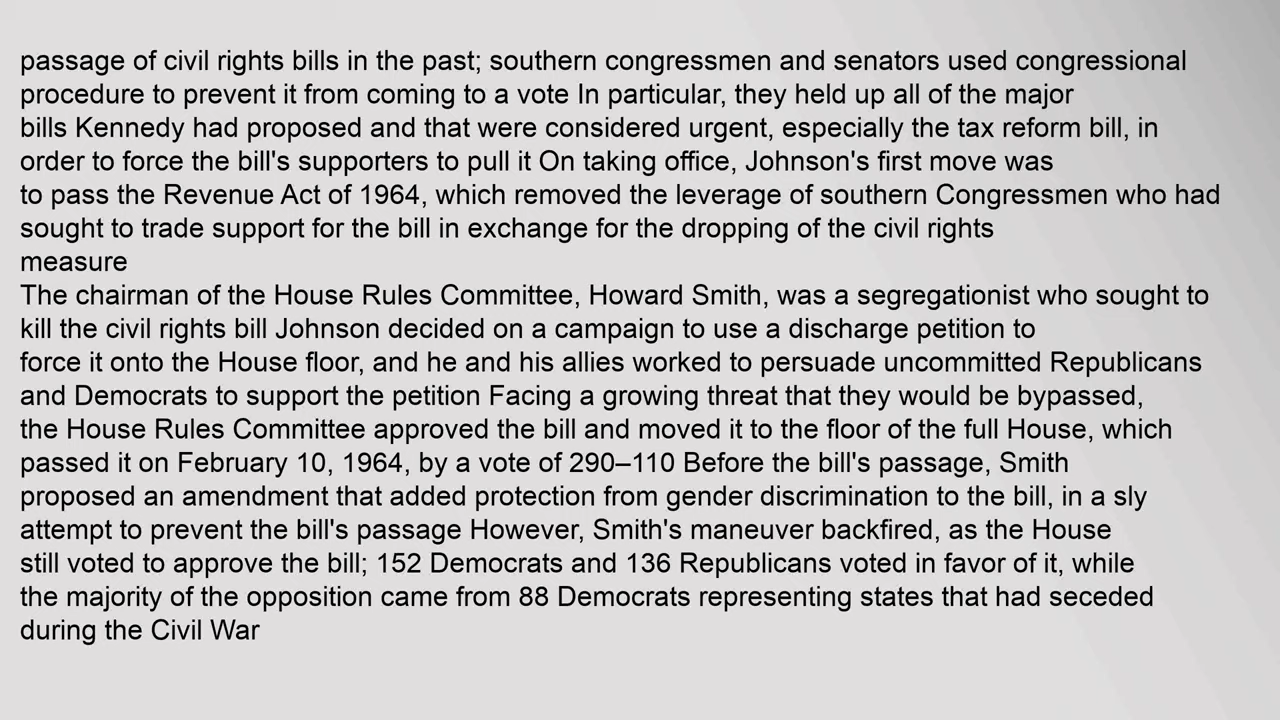 passage of civil rights bills in the past; southern congressmen and senators used congressional
procedure to prevent it from coming to a vote In particular, they held up all of the major
bills Kennedy had proposed and that were considered urgent, especially the tax reform bill, in
order to force the bill's supporters to pull it On taking office, Johnson's first move was
to pass the Revenue Act of 1964, which removed the leverage of southern Congressmen who had
sought to trade support for the bill in exchange for the dropping of the civil rights
measure
The chairman of the House Rules Committee, Howard Smith, was a segregationist who sought to
kill the civil rights bill Johnson decided on a campaign to use a discharge petition to
force it onto the House floor, and he and his allies worked to persuade uncommitted Republicans
and Democrats to support the petition Facing a growing threat that they would be bypassed,
the House Rules Committee approved the bill and moved it to the floor of the full House, which
passed it on February 10, 1964, by a vote of 290–110 Before the bill's passage, Smith
proposed an amendment that added protection from gender discrimination to the bill, in a sly
attempt to prevent the bill's passage However, Smith's maneuver backfired, as the House
still voted to approve the bill; 152 Democrats and 136 Republicans voted in favor of it, while
the majority of the opposition came from 88 Democrats representing states that had seceded
during the Civil War